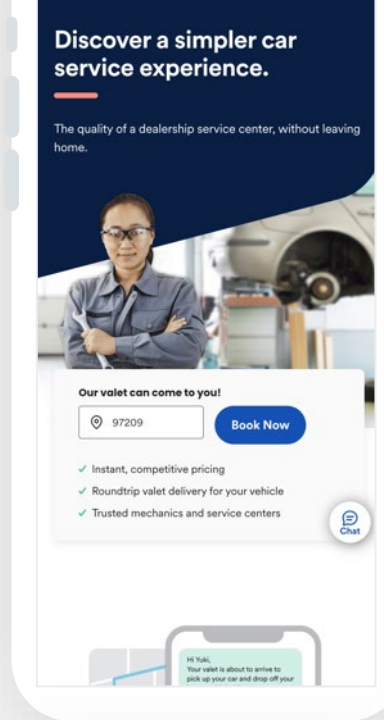 Discover a simpler car
service experience.
The quality of a dealership service center, without leaving
home.
Our valet can come to you!
97209
Book Now
Instant, competitive pricing
Roundtrip valet delivery for your vehicle
Trusted mechanics and service centers
Chat
Hi Yuki,
Your valet is about to arrive to
pick up your car and drop off your